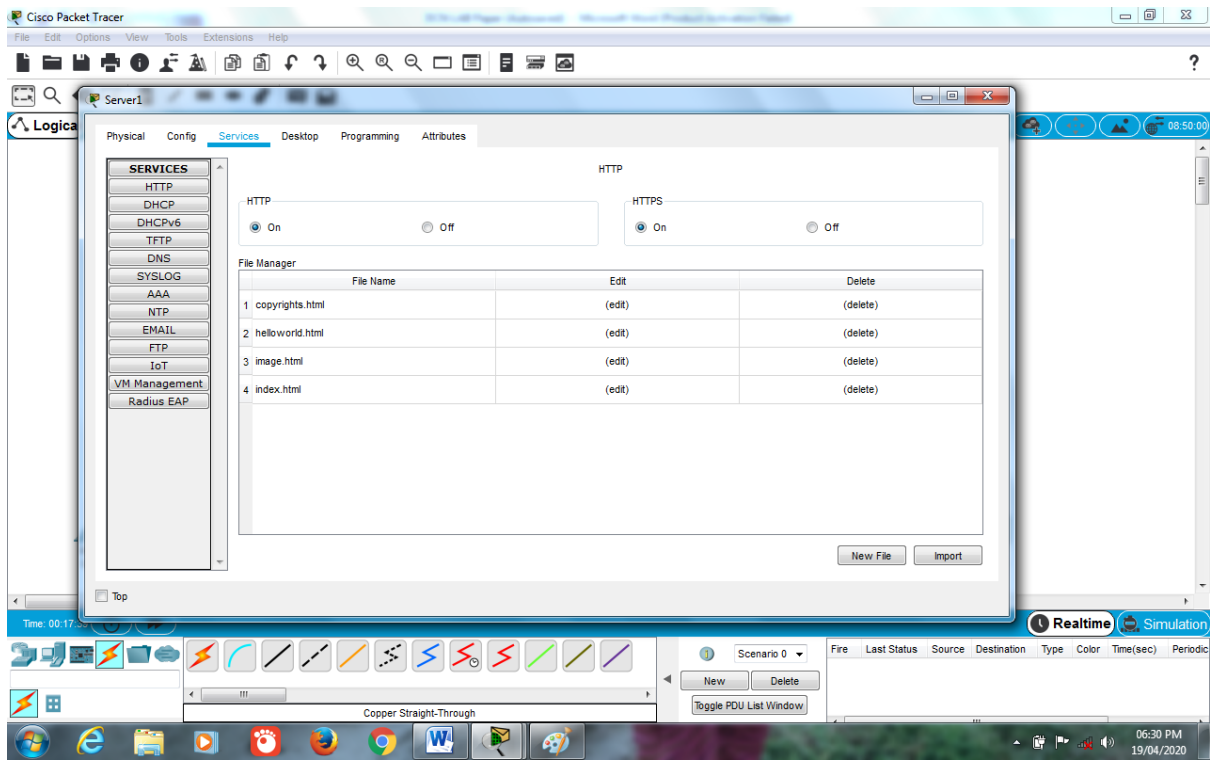 Cisco Packet Tracer
File Edit Options View Tools Extensions Help
?
Server1
Logica
08:50:00
Physical Config Services Desktop Programming Attributes
SERVICES
HTTP
DHCP
DHCPv6
TFTP
DNS
SYSLOG
AAA
NTP
EMAIL
FTP
IoT
VM Management
Radius EAP
HTTP
HTTP
On Off
HTTPS
On Off
File Manager
File Name Edit Delete
1 copyrights.html (edit) (delete)
2 helloworld.html (edit) (delete)
3 image.html (edit) (delete)
4 index.html (edit) (delete)
New File Import
Top
Time: 00:17:
Realtime Simulation
1 Scenario 0
Fire Last Status Source Destination Type Color Time(sec) Periodic
New Delete
Toggle PDU List Window
Copper Straight-Through
06:30 PM
19/04/2020